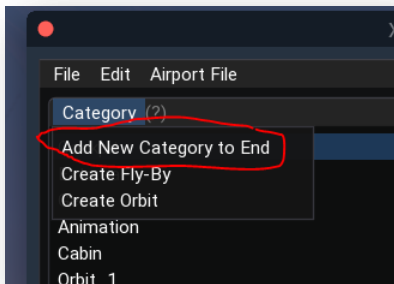 X
File Edit Airport File
Category (?)
Add New Category to End
Create Fly-By
Create Orbit
Animation
Cabin
Orbit 1